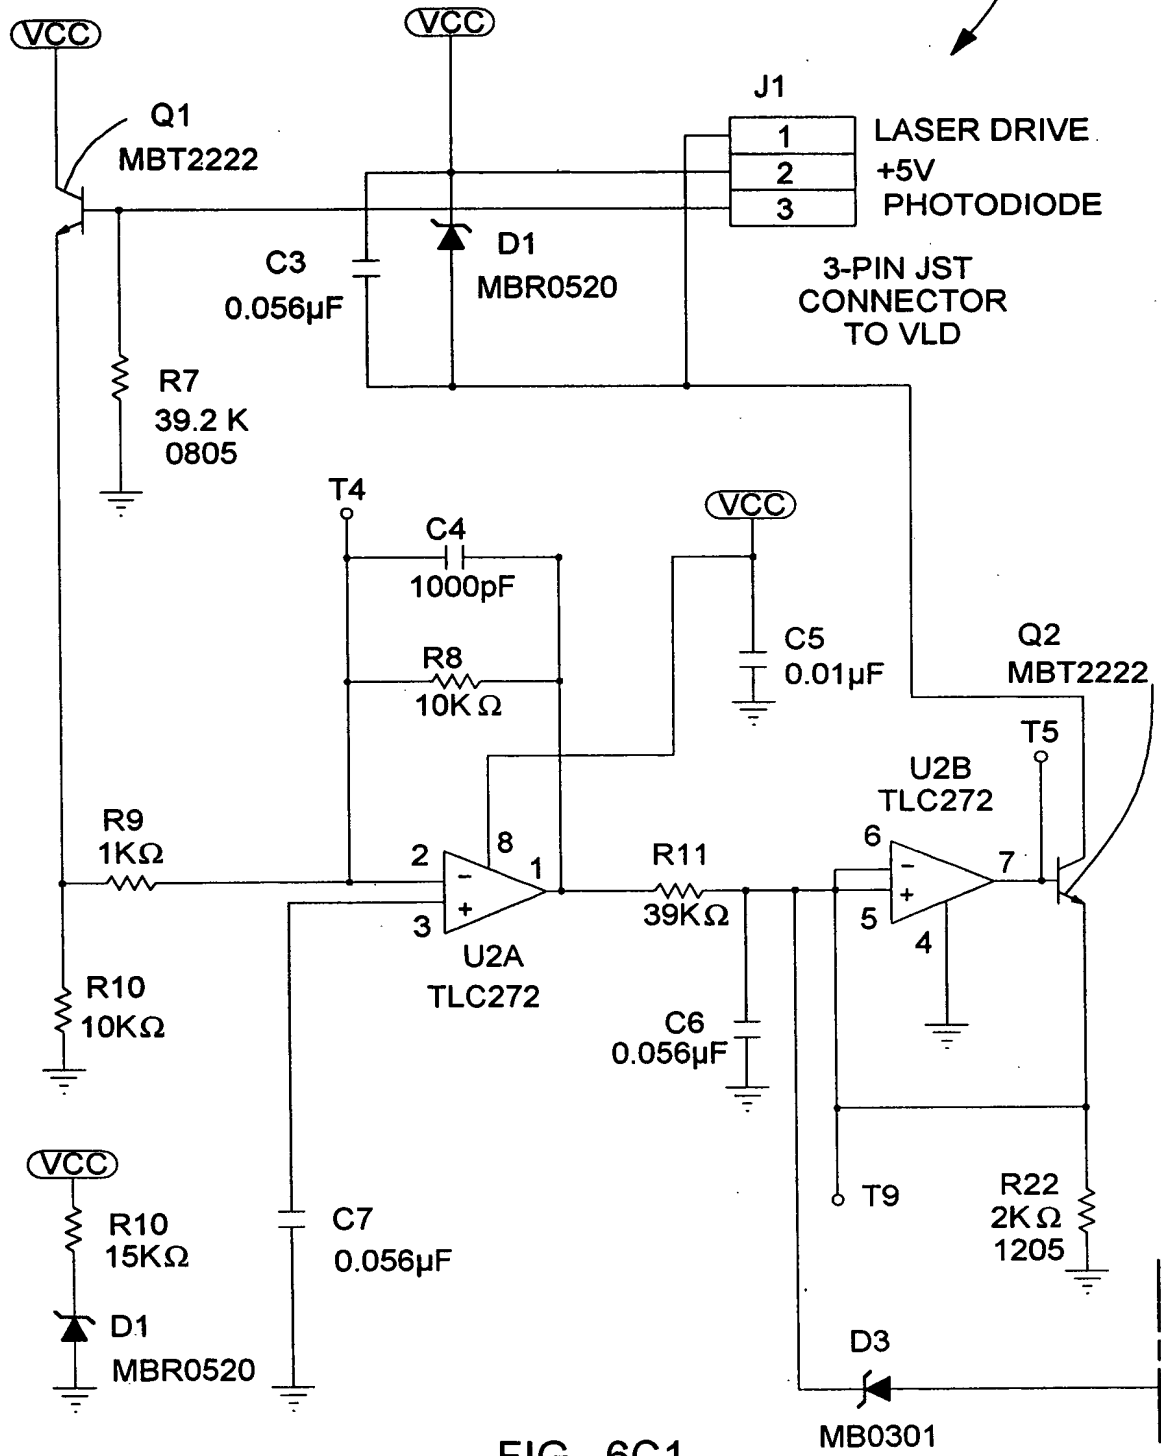 VCC
VCC
Q1
MBT2222
J1
1 LASER DRIVE
2 +5V
3 PHOTODIODE
3-PIN JST
CONNECTOR
TO VLD
C3
0.056µF
D1
MBR0520
R7
39.2 K
0805
T4
C4
1000pF
R8
10KΩ
VCC
C5
0.01µF
Q2
MBT2222
T5
U2B
TLC272
R9
1KΩ
2
8
1
3
U2A
TLC272
R11
39KΩ
6
7
5
4
-
+
-
+
R10
10KΩ
C6
0.056µF
VCC
R10
15KΩ
D1
MBR0520
C7
0.056µF
T9
R22
2KΩ
1205
D3
MB0301
FIG. 6C1